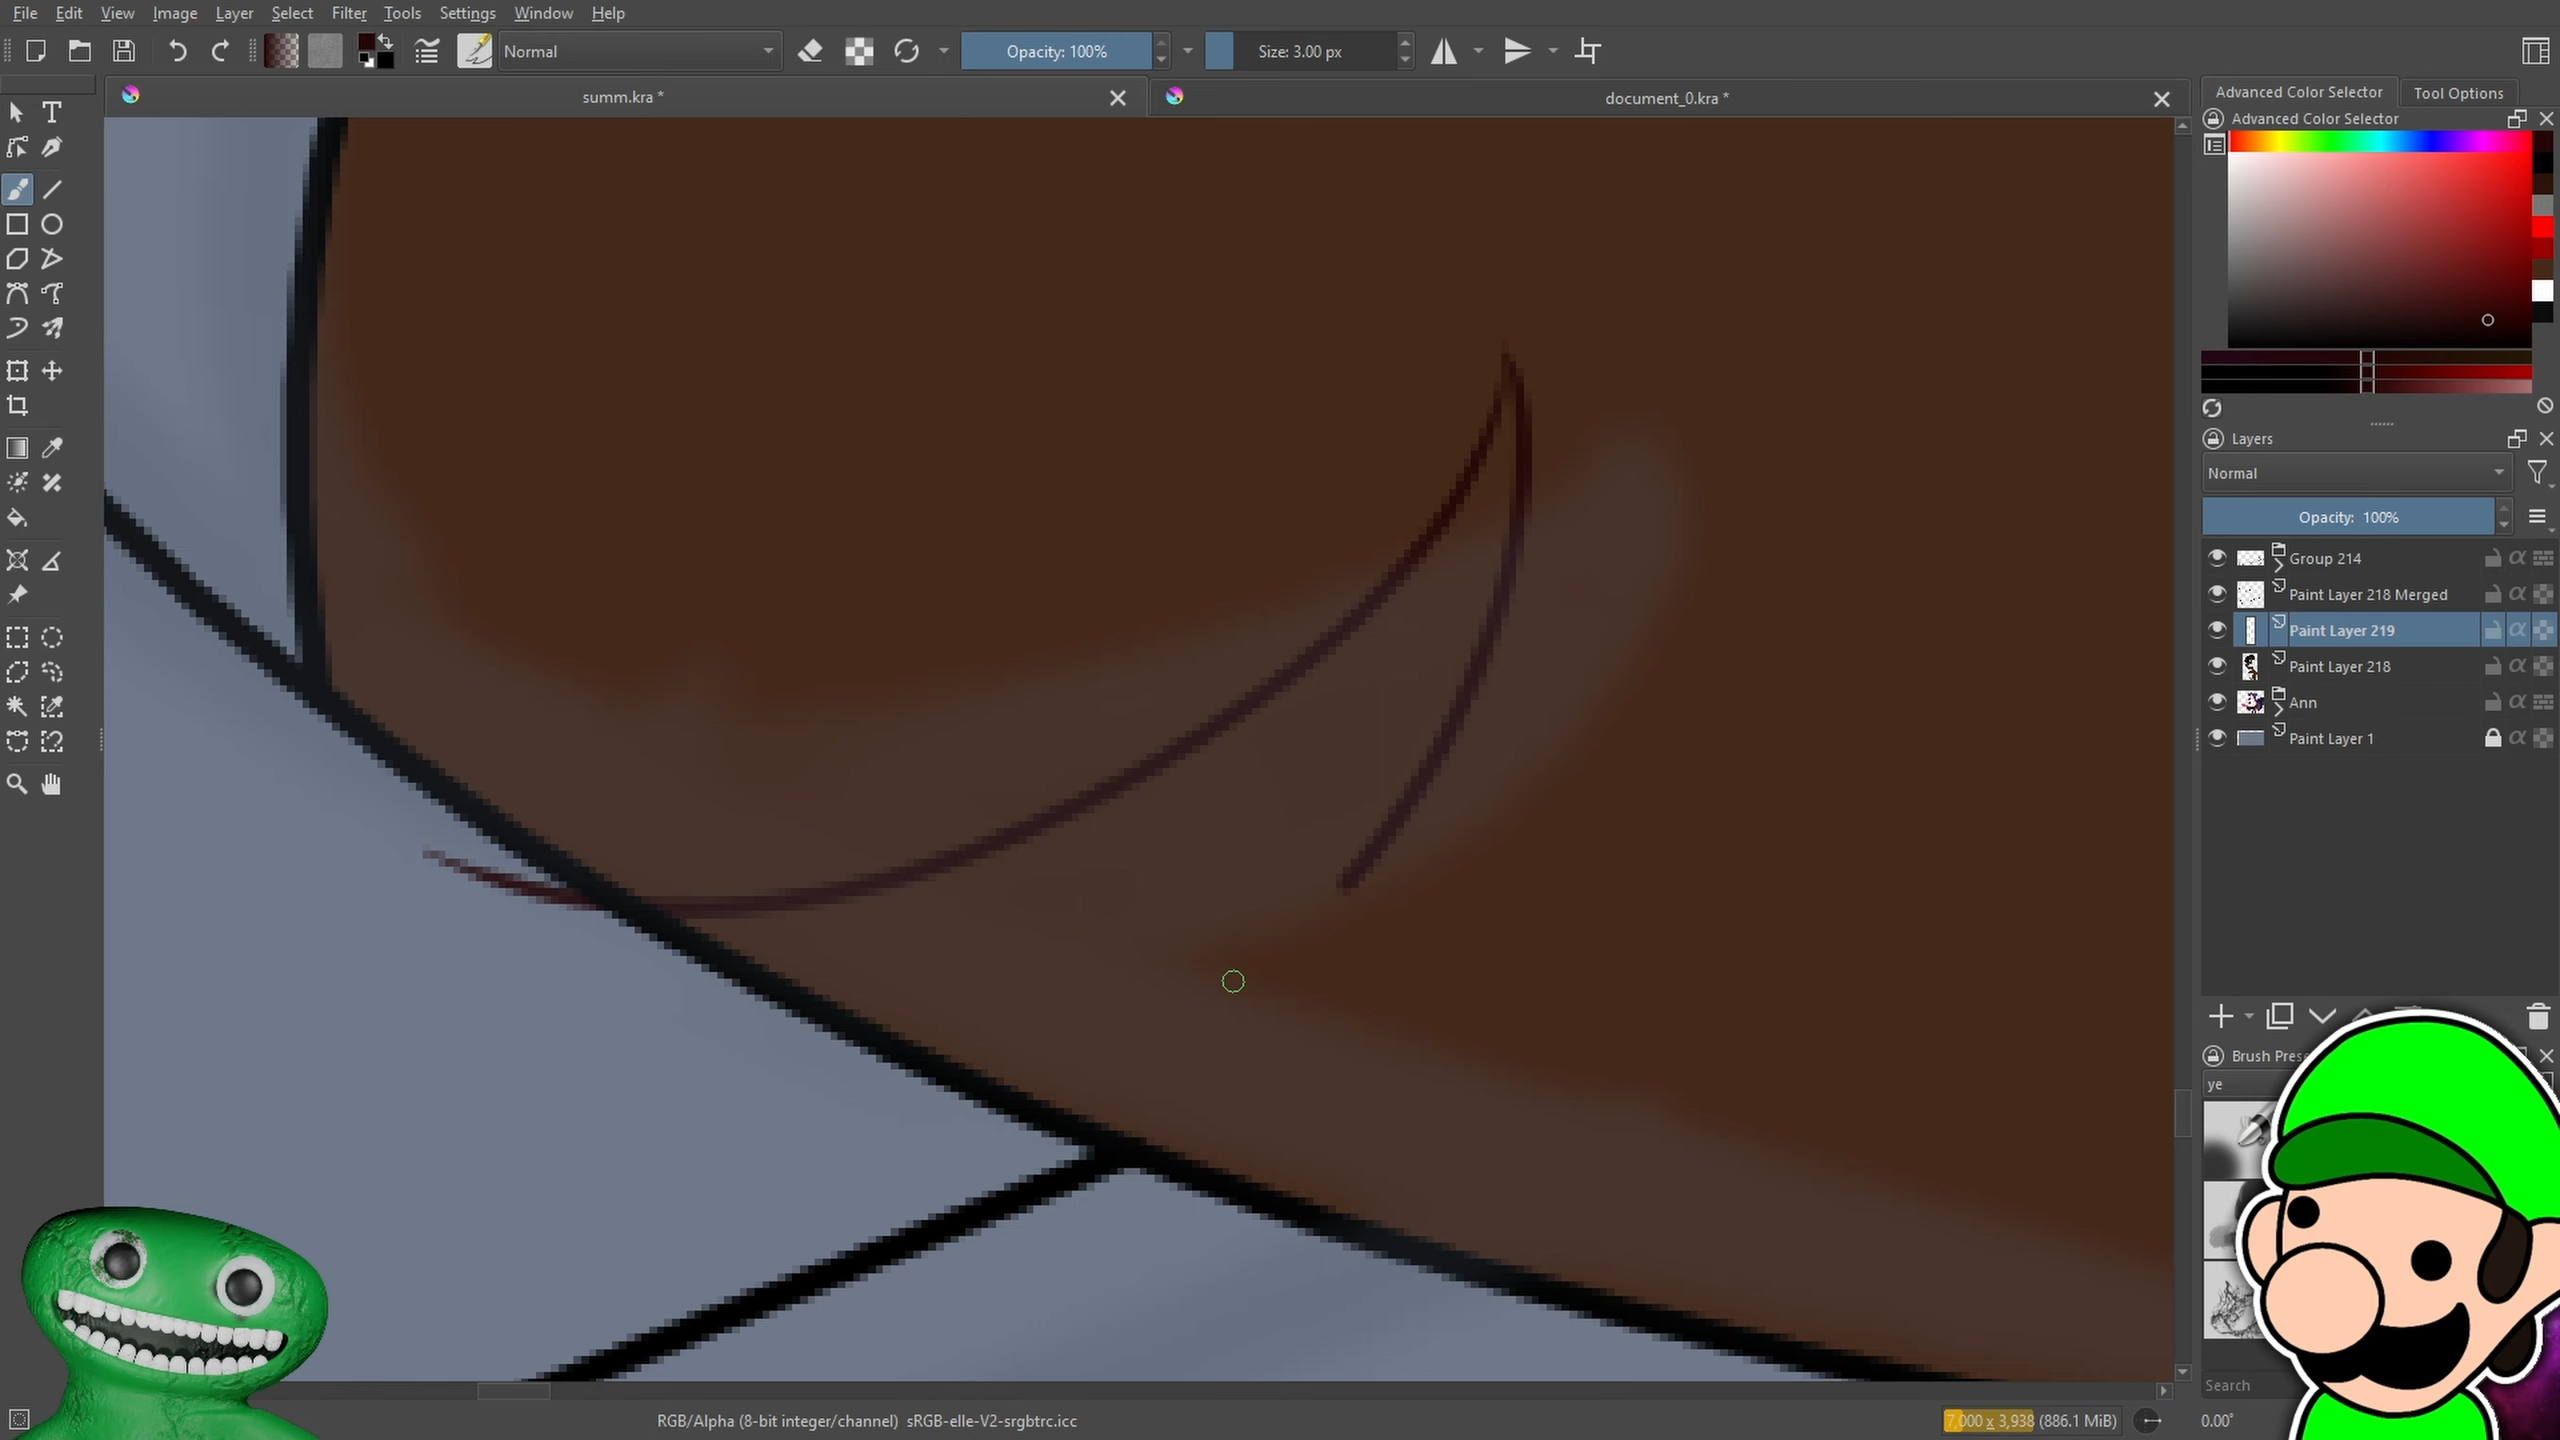 File Edit View Image Layer Select Filter Tools Settings Window Help
Normal
Opacity: 100%
Size: 3.00 px
summ.kra *
document_0.kra *
Advanced Color Selector
Tool Options
Advanced Color Selector
Layers
Normal
Opacity: 100%
Group 214
Paint Layer 218 Merged
Paint Layer 219
Paint Layer 218
Ann
Paint Layer 1
Brush
ye
Search
RGB/Alpha (8-bit integer/channel) sRGB-elle-V2-srgbtrc.icc
7,000 x 3,938 (886.1 MiB)
0.00°